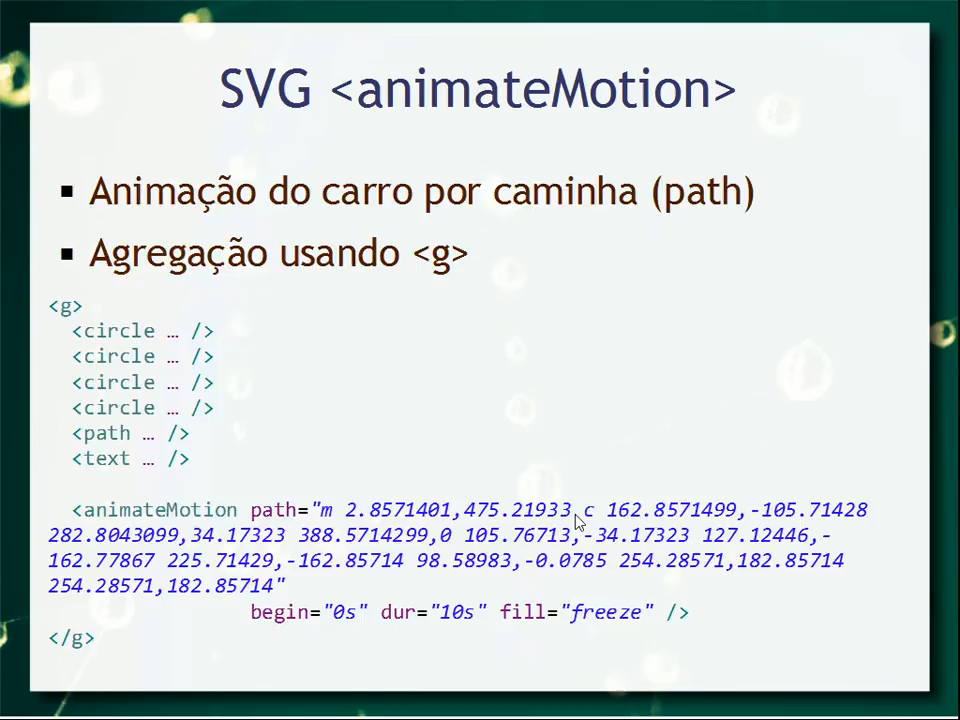 SVG <animateMotion>
▪ Animação do carro por caminha (path)
▪ Agregação usando <g>
<g>
<circle … />
<circle … />
<circle … />
<circle … />
<path … />
<text … />
<animateMotion path="m 2.8571401,475.21933 c 162.8571499,-105.71428
282.8043099,34.17323 388.5714299,0 105.76713,-34.17323 127.12446,-
162.77867 225.71429,-162.85714 98.58983,-0.0785 254.28571,182.85714
254.28571,182.85714"
begin="0s" dur="10s" fill="freeze" />
</g>